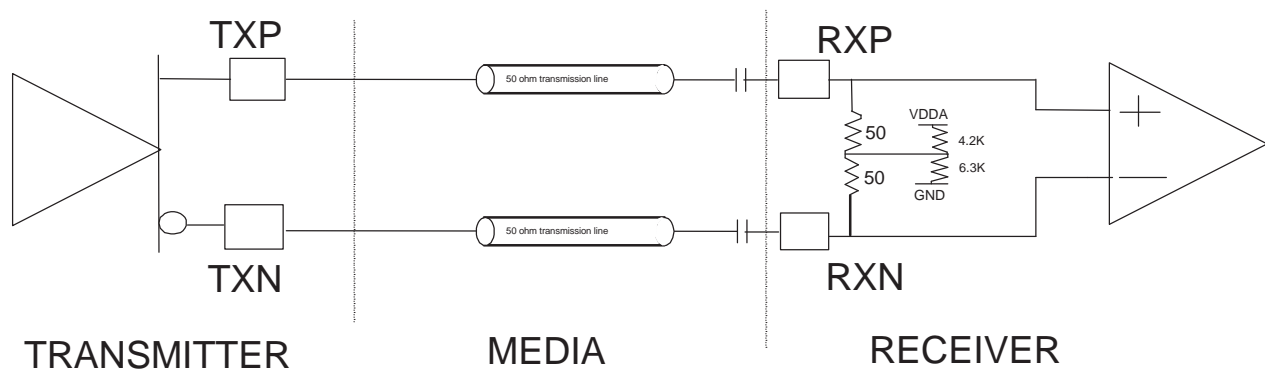 TXP
RXP
50 ohm transmission line
+
50
VDDA
4.2K
6.3K
50
GND
50 ohm transmission line
TXN
RXN
TRANSMITTER
MEDIA
RECEIVER